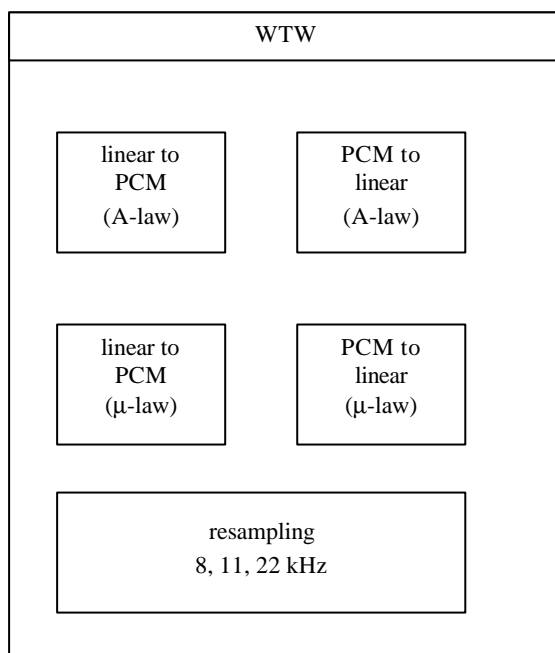 WTW
linear to
PCM
(A-law)
PCM to
linear
(A-law)
linear to
PCM
(μ-law)
PCM to
linear
(μ-law)
resampling
8, 11, 22 kHz